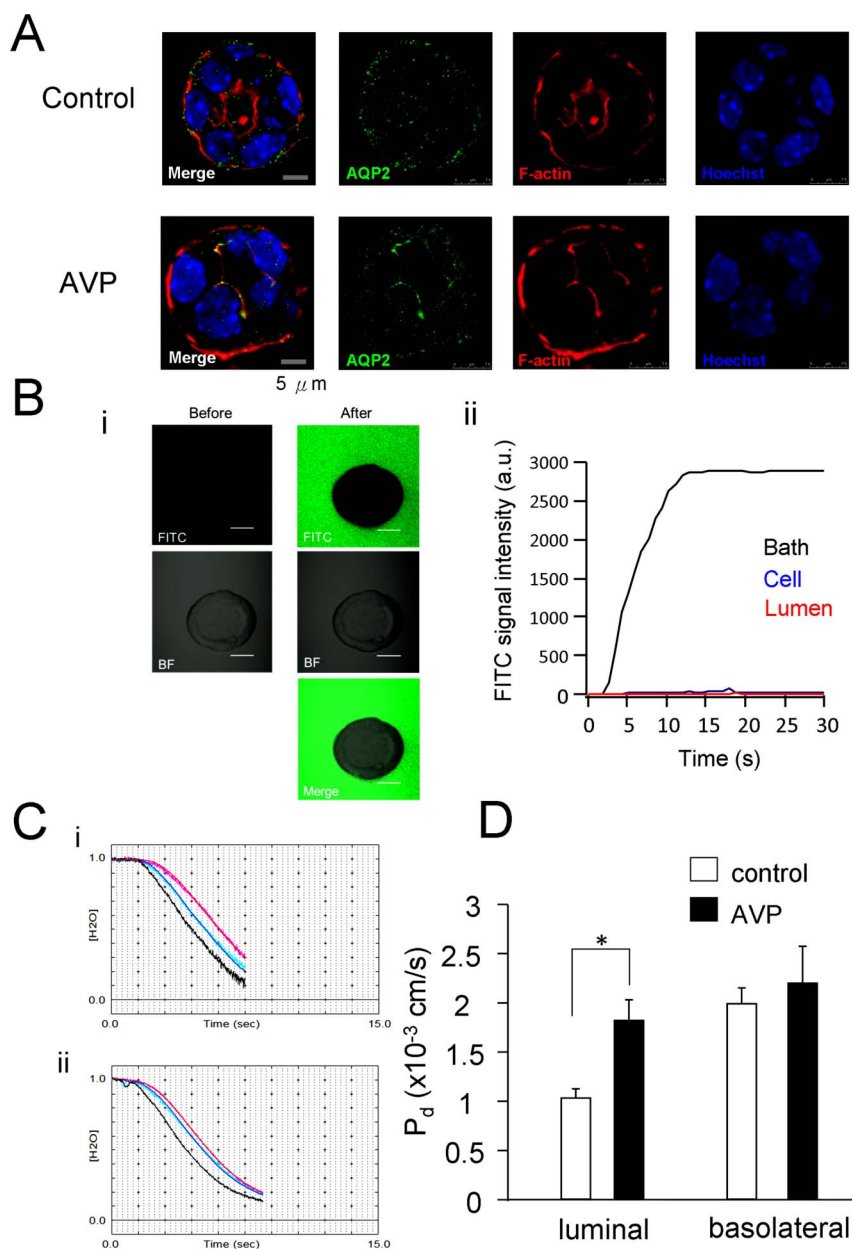 A
Control
Merge
AQP2
F-actin
Hoechst
AVP
Merge
AQP2
F-actin
Hoechst
5 μm
B
i
Before
After
FITC
FITC
BF
BF
Merge
ii
FITC signal intensity (a.u.)
3000
2500
2000
1500
1000
500
0
Bath
Cell
Lumen
0 5 10 15 20 25 30
Time (s)
C
i
1.0
[H2O]
0.0
0.0 Time (sec) 15.0
ii
1.0
[H2O]
0.0
0.0 Time (sec) 15.0
D
control
AVP
Pd (x10-3 cm/s)
3
2.5
2
1.5
1
0.5
0
*
luminal basolateral